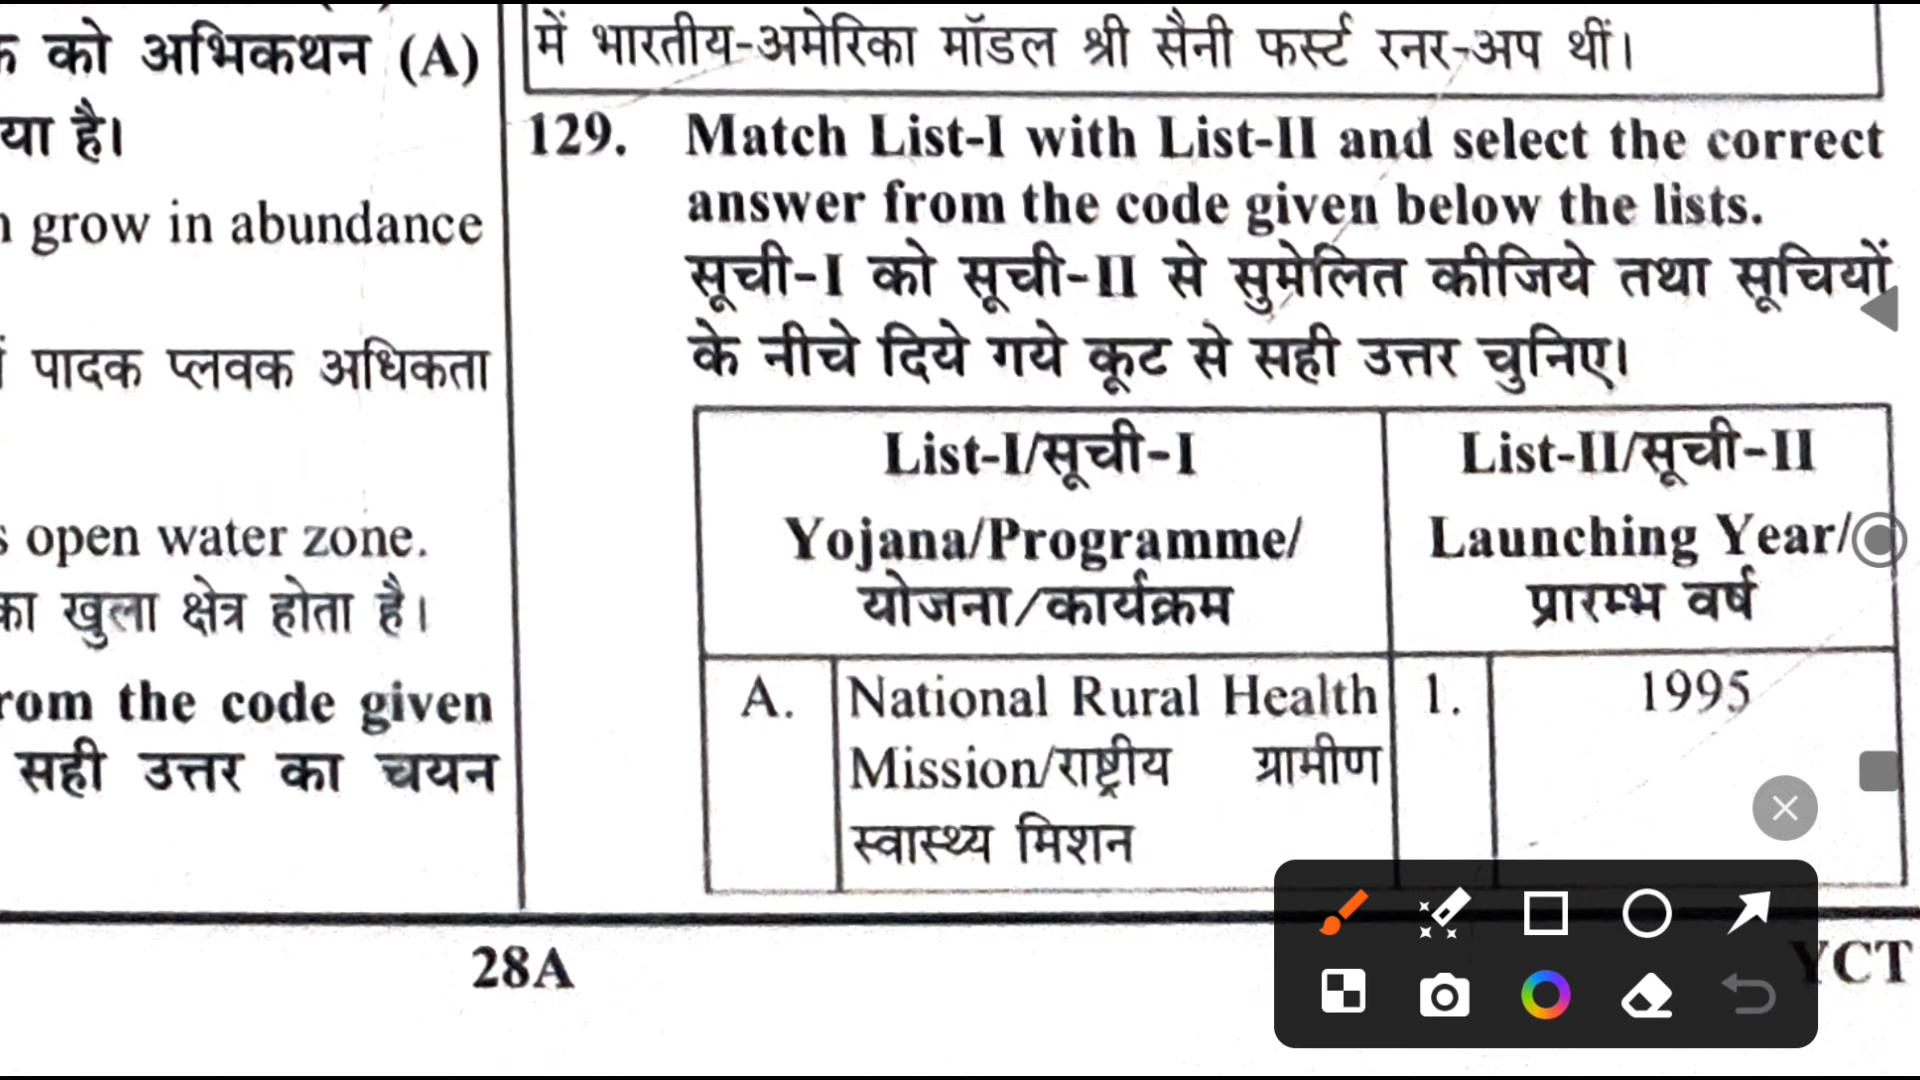 को अभिकथन (A)
या है।
grow in abundance
पादक प्लवक अधिकता
open water zone.
का खुला क्षेत्र होता है।
rom the code given
सही उत्तर का चयन
में भारतीय-अमेरिका मॉडल श्री सैनी फर्स्ट रनर-अप थीं।
129. Match List-I with List-II and select the correct
answer from the code given below the lists.
सूची-I को सूची-II से सुमेलित कीजिये तथा सूचियों
के नीचे दिये गये कूट से सही उत्तर चुनिए।
List-I/सूची-I
Yojana/Programme/
योजना/कार्यक्रम
List-II/सूची-II
Launching Year/
प्रारम्भ वर्ष
A. National Rural Health
Mission/राष्ट्रीय ग्रामीण
स्वास्थ्य मिशन
1. 1995
28A
YCT